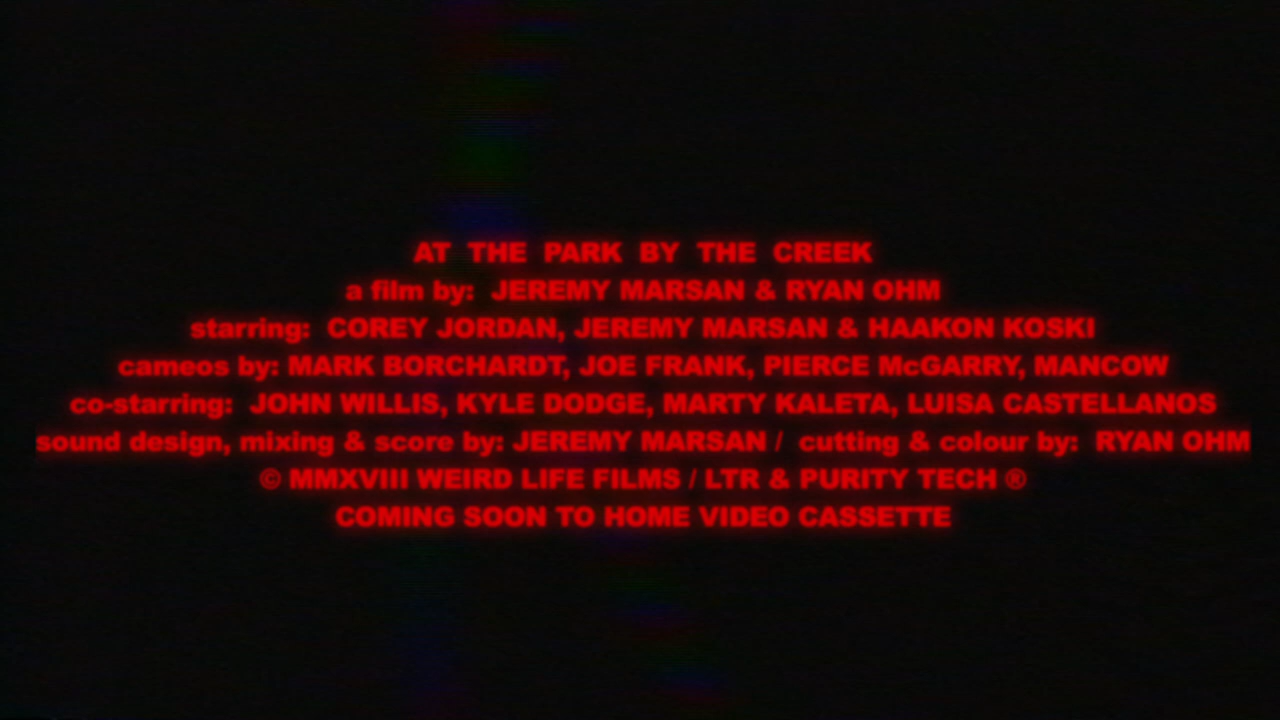 AT THE PARK BY THE CREEK
a film by: JEREMY MARSAN & RYAN OHM
starring: COREY JORDAN, JEREMY MARSAN & HAAKON KOSKI
cameos by: MARK BORCHARDT, JOE FRANK, PIERCE McGARRY, MANCOW
co-starring: JOHN WILLIS, KYLE DODGE, MARTY KALETA, LUISA CASTELLANOS
sound design, mixing & score by: JEREMY MARSAN / cutting & colour by: RYAN OHM
© MMXVIII WEIRD LIFE FILMS / LTR & PURITY TECH ®
COMING SOON TO HOME VIDEO CASSETTE